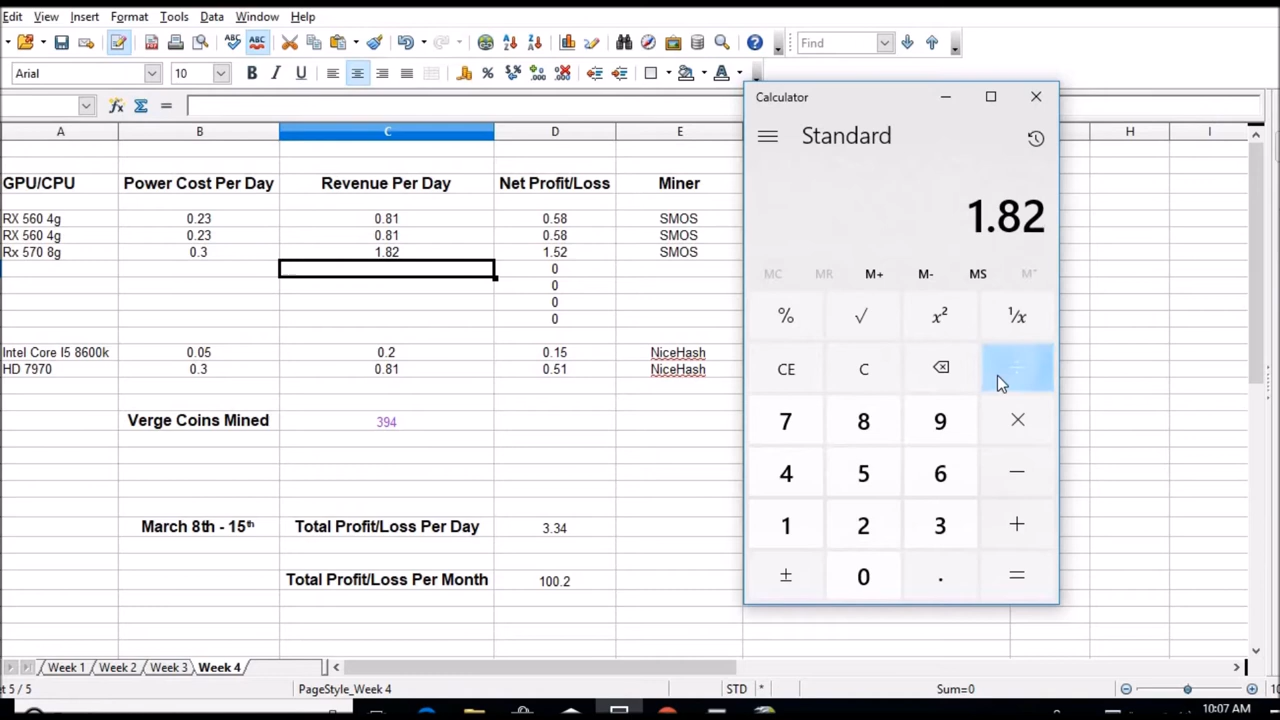 Edit View Insert Format Tools Data Window Help
Find
Arial 10 B I U
A B C D E H I
GPU/CPU Power Cost Per Day Revenue Per Day Net Profit/Loss Miner
RX 560 4g 0.23 0.81 0.58 SMOS
RX 560 4g 0.23 0.81 0.58 SMOS
Rx 570 8g 0.3 1.82 1.52 SMOS
0
0
0
0
Intel Core I5 8600k 0.05 0.2 0.15 NiceHash
HD 7970 0.3 0.81 0.51 NiceHash
Verge Coins Mined 394
March 8th - 15th Total Profit/Loss Per Day 3.34
Total Profit/Loss Per Month 100.2
Week 1 Week 2 Week 3 Week 4
5 / 5 PageStyle_Week 4 STD * Sum=0
10:07 AM
Calculator
Standard
1.82
MC MR M+ M- MS
% √ x² ¹/x
CE C ÷
7 8 9 ×
4 5 6 −
1 2 3 +
± 0 . =